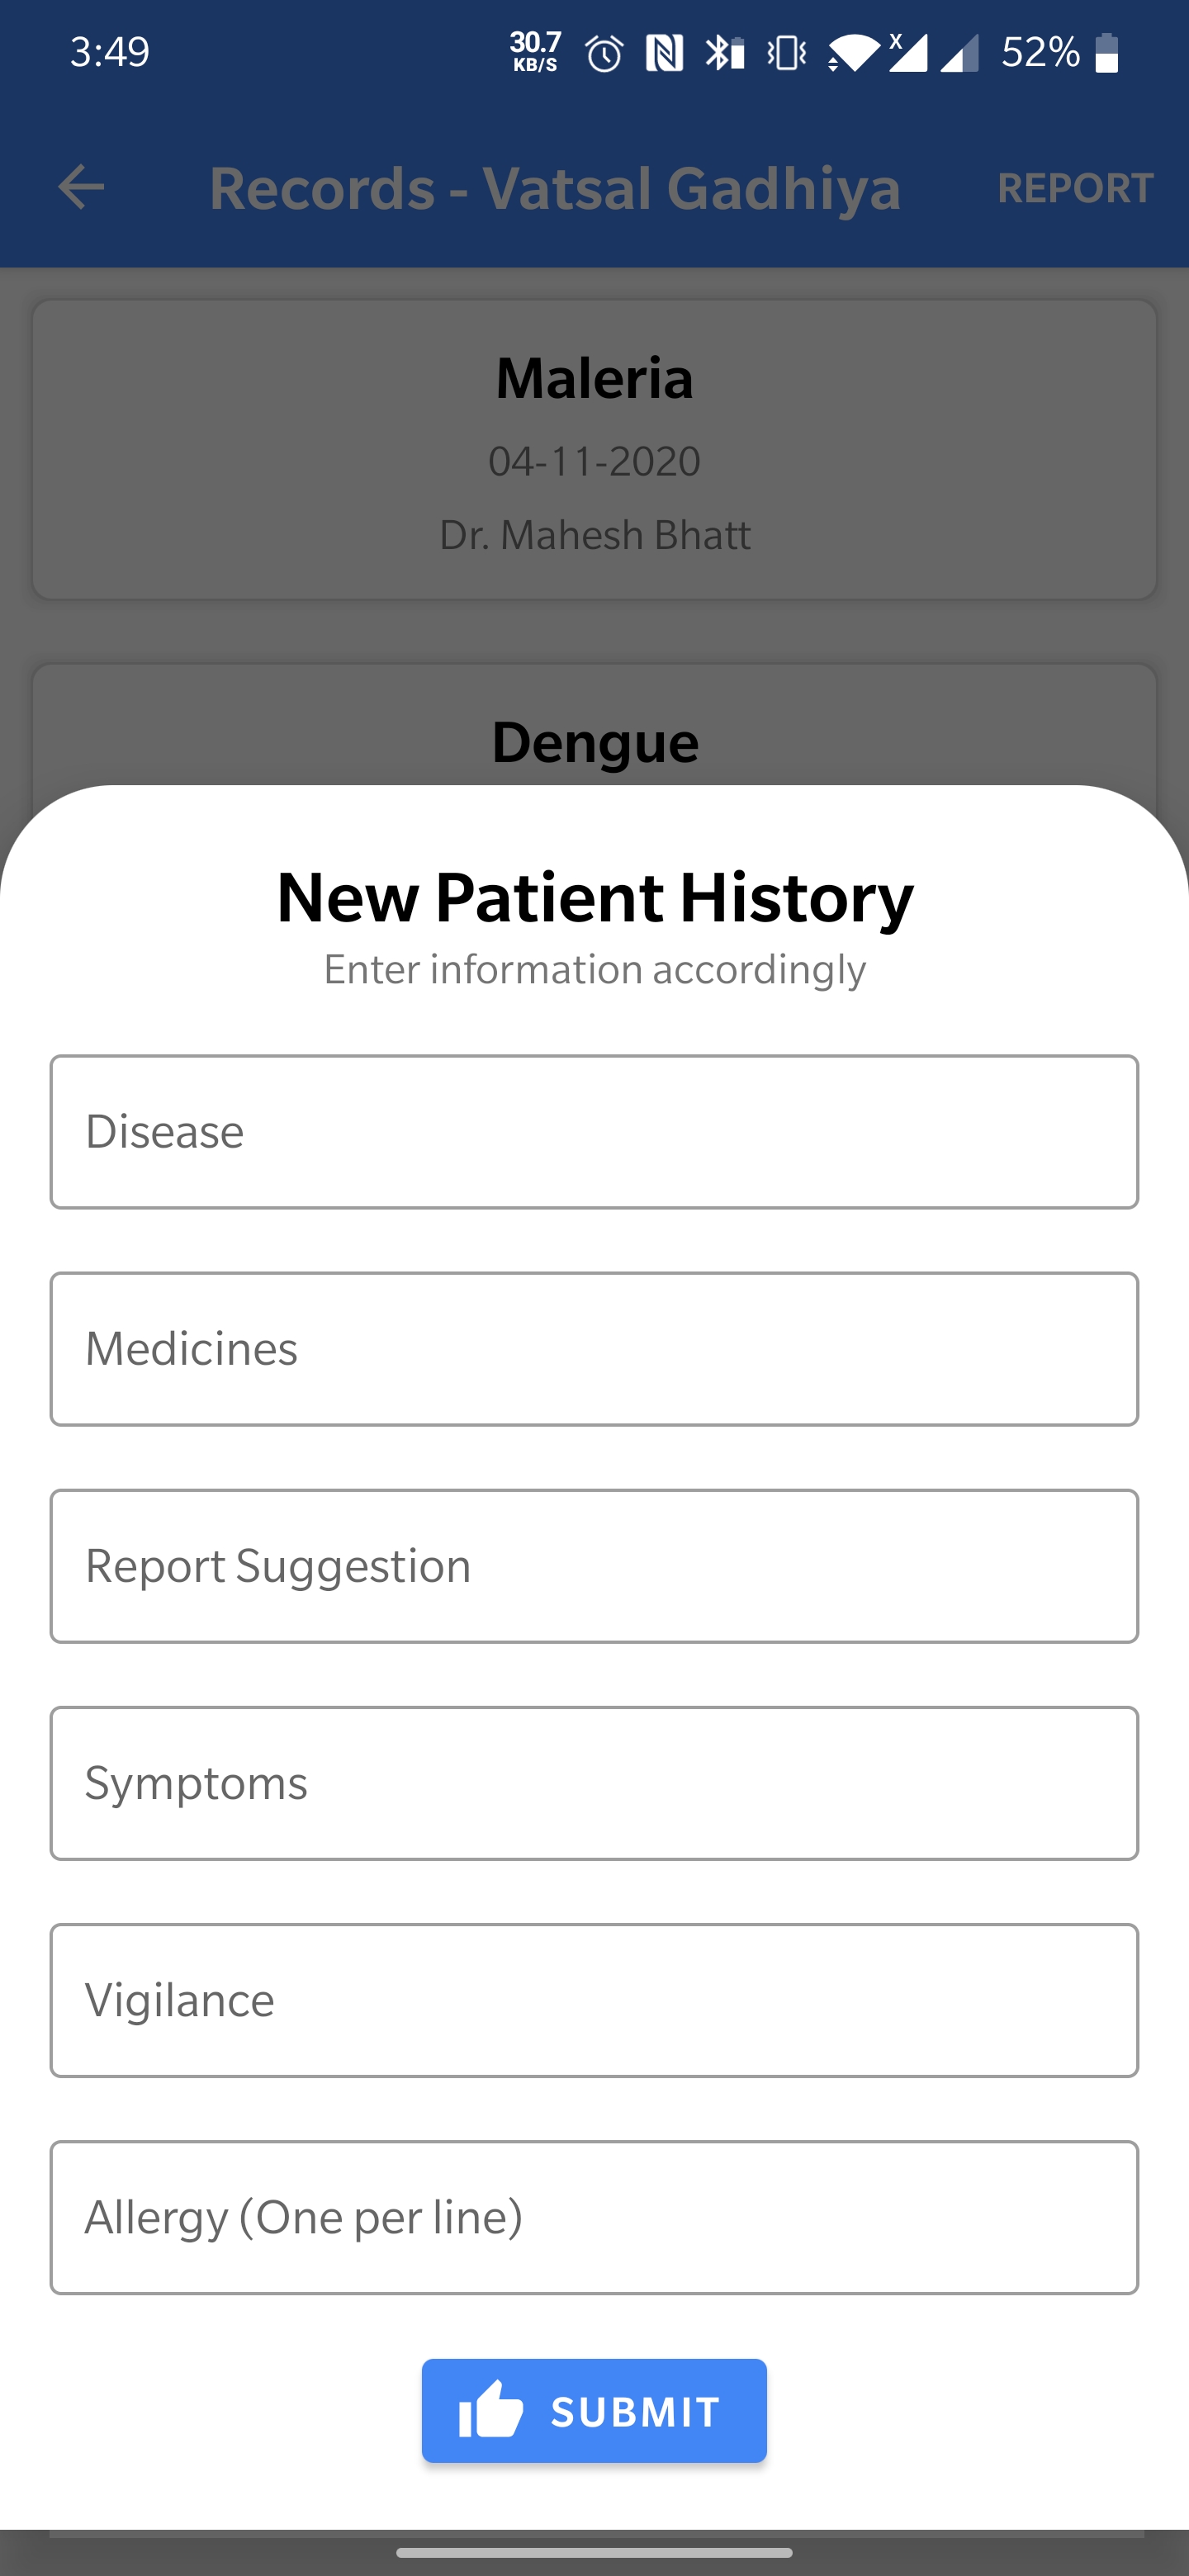 3:49
30.7
KB/S
X
52%
Records - Vatsal Gadhiya
REPORT
Maleria
04-11-2020
Dr. Mahesh Bhatt
Dengue
New Patient History
Enter information accordingly
Disease
Medicines
Report Suggestion
Symptoms
Vigilance
Allergy (One per line)
SUBMIT